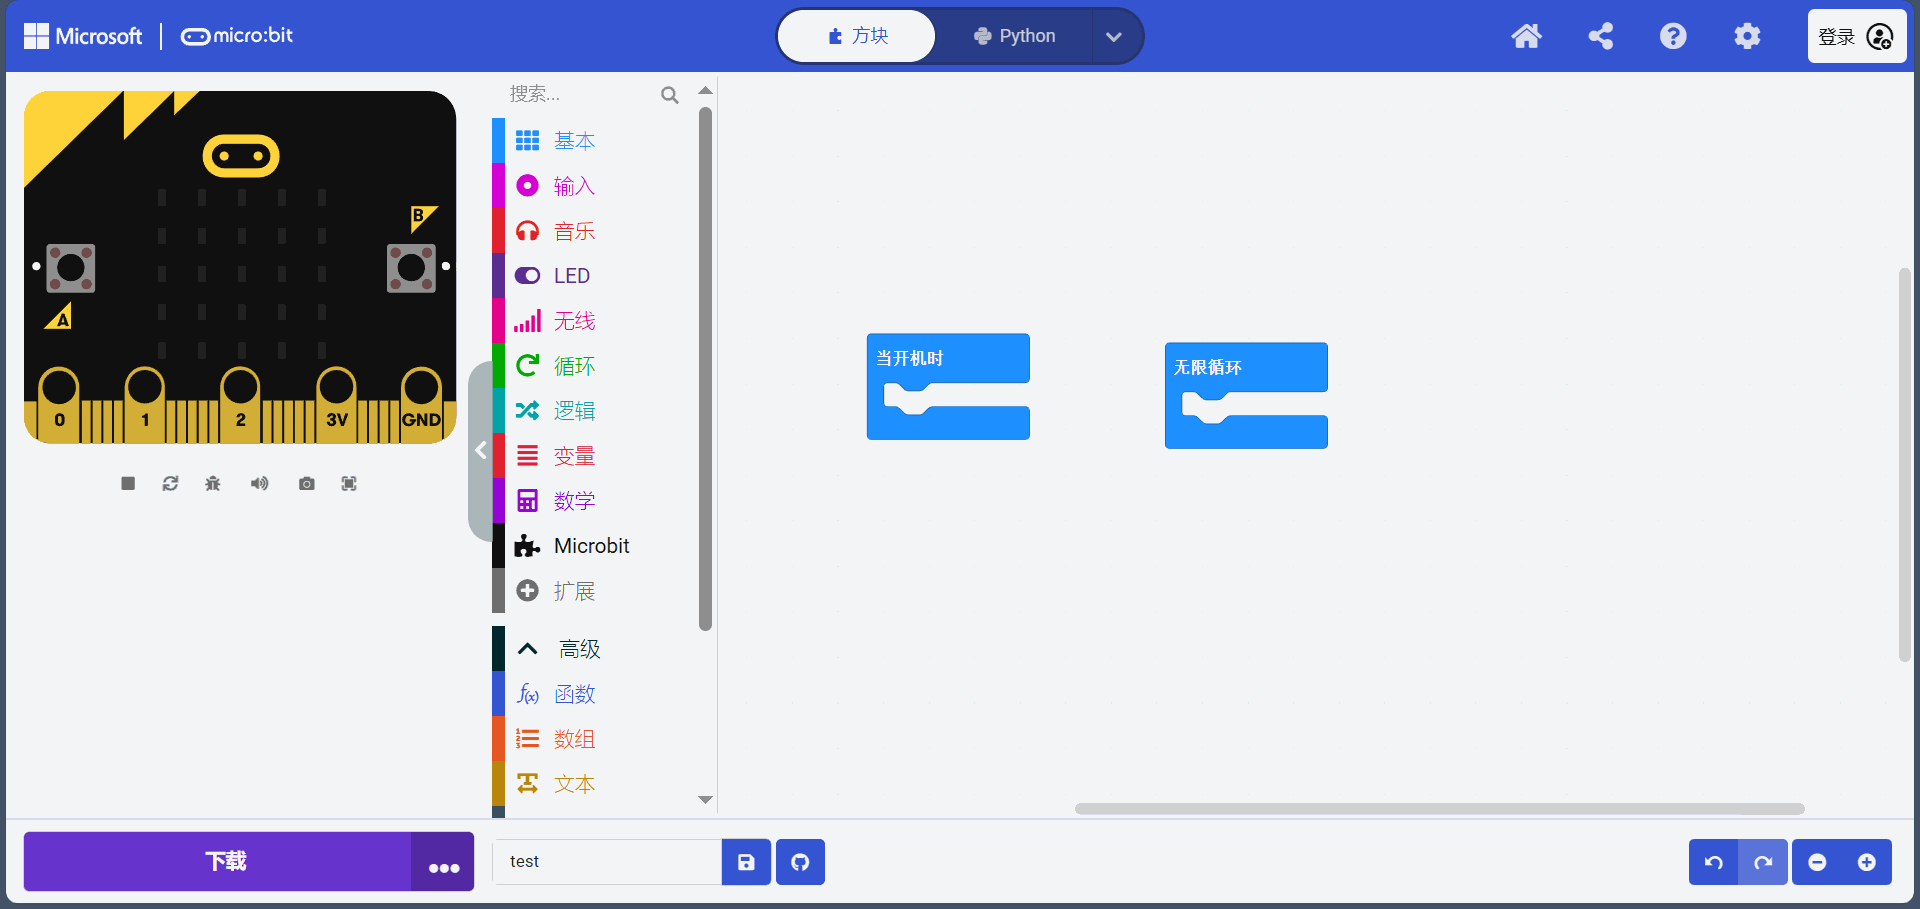 Microsoft
micro:bit
方块
Python
登录
B
A
0
1
2
3V
GND
搜索...
基本
输入
音乐
LED
无线
循环
逻辑
变量
数学
Microbit
扩展
高级
f(x) 函数
数组
文本
当开机时
无限循环
下载
test